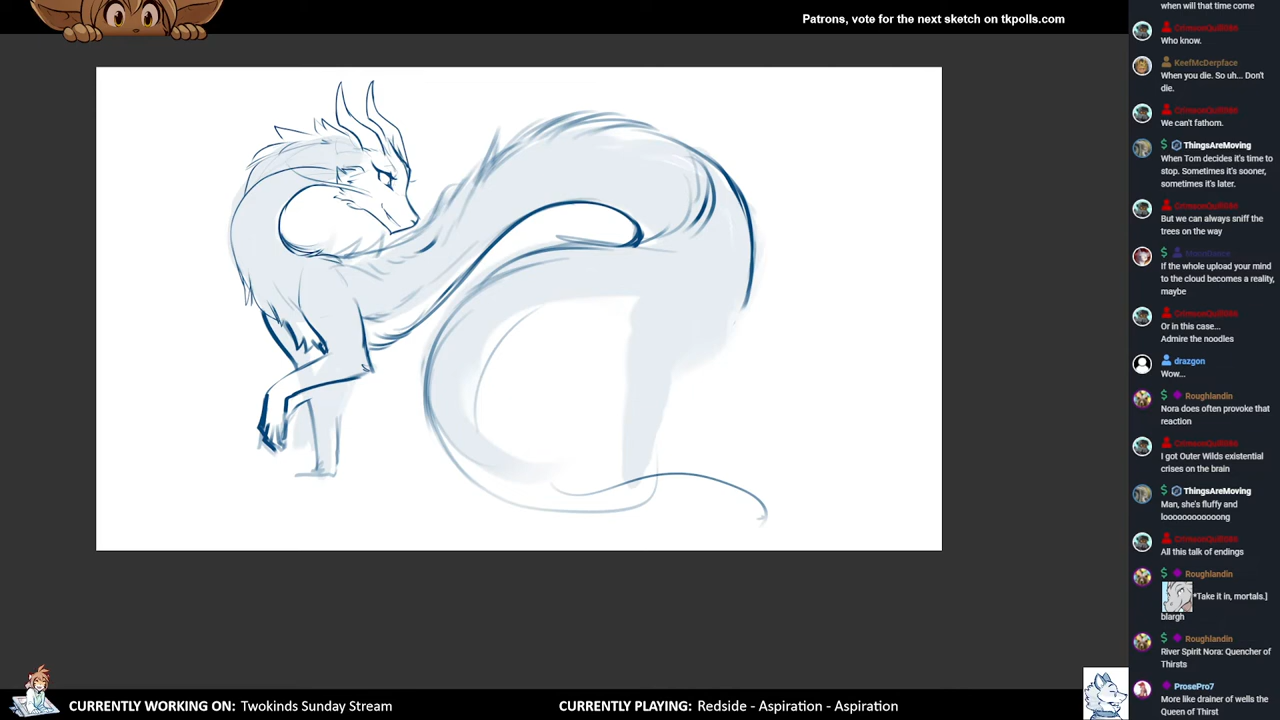 Patrons, vote for the next sketch on tkpolls.com
when will that time come
Who know.
KeefMcDerpface
When you die. So uh... Don't
die.
We can't fathom.
$ ThingsAreMoving
When Tom decides it's time to
stop. Sometimes it's sooner,
sometimes it's later.
But we can always sniff the
trees on the way
$
If the whole upload your mind
to the cloud becomes a reality,
maybe
Or in this case...
Admire the noodles
drazgon
Wow...
$ Roughlandin
Nora does often provoke that
reaction
I got Outer Wilds existential
crises on the brain
$ ThingsAreMoving
Man, she's fluffy and
looooooooooong
All this talk of endings
$ Roughlandin
*Take it in, mortals.]
blargh
$ Roughlandin
River Spirit Nora: Quencher of
Thirsts
ProsePro7
More like drainer of wells the
Queen of Thirst
CURRENTLY WORKING ON: Twokinds Sunday Stream
CURRENTLY PLAYING: Redside - Aspiration - Aspiration